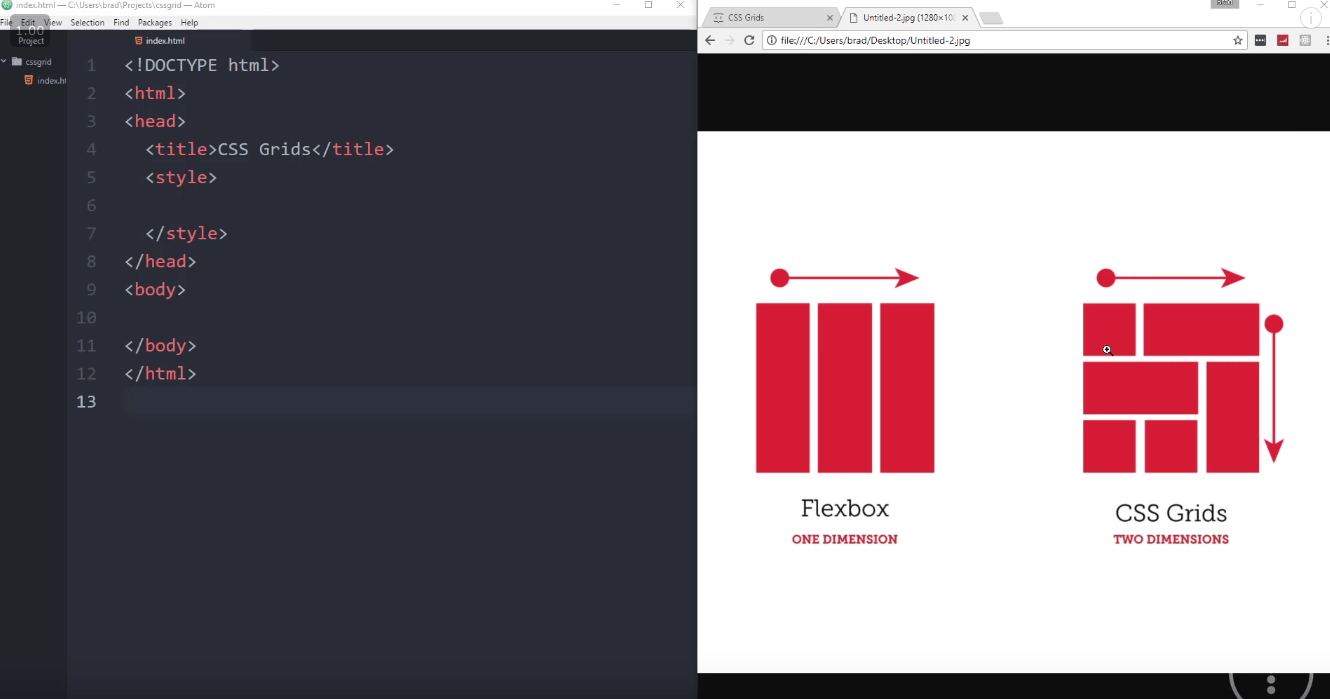 index.html — C:\Users\brad\Projects\cssgrid — Atom
File Edit View Selection Find Packages Help
1.00
Project
cssgrid
index.ht
index.html
1 <!DOCTYPE html>
2 <html>
3 <head>
4 <title>CSS Grids</title>
5 <style>
6
7 </style>
8 </head>
9 <body>
10
11 </body>
12 </html>
13
CSS Grids
Untitled-2.jpg (1280×10
file:///C:/Users/brad/Desktop/Untitled-2.jpg
Flexbox
ONE DIMENSION
CSS Grids
TWO DIMENSIONS